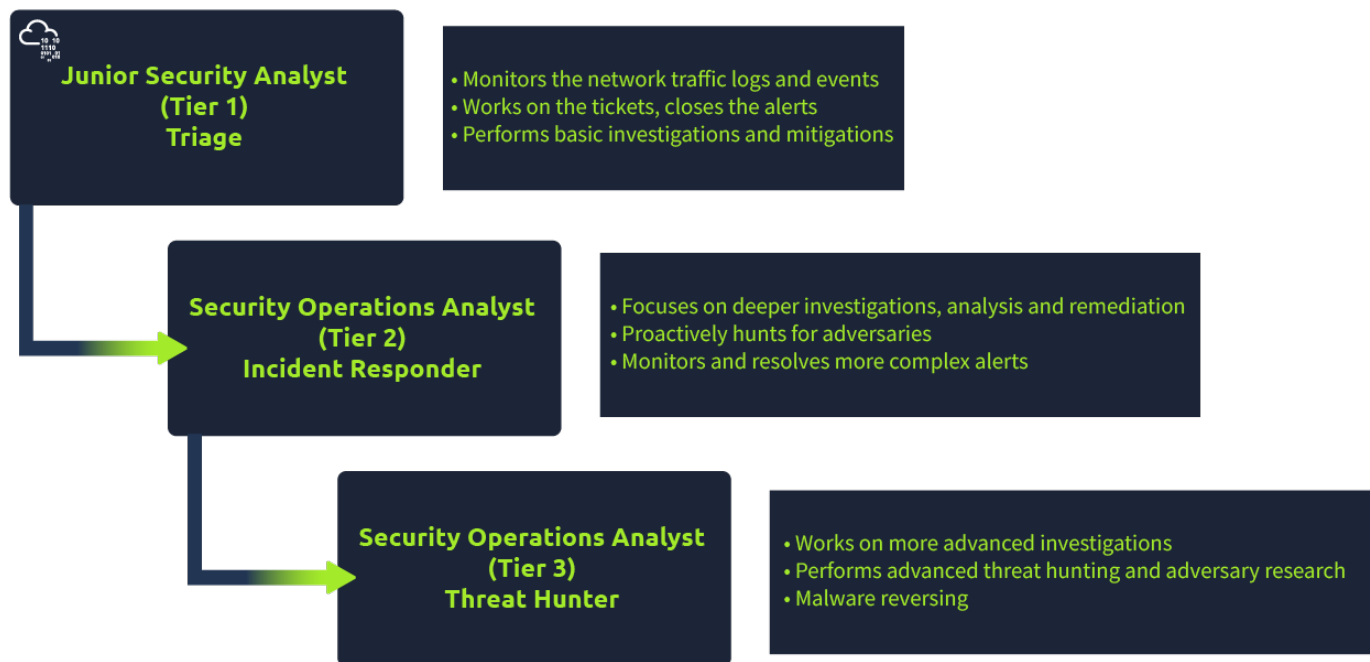 Junior Security Analyst
(Tier 1)
Triage
• Monitors the network traffic logs and events
• Works on the tickets, closes the alerts
• Performs basic investigations and mitigations
Security Operations Analyst
(Tier 2)
Incident Responder
• Focuses on deeper investigations, analysis and remediation
• Proactively hunts for adversaries
• Monitors and resolves more complex alerts
Security Operations Analyst
(Tier 3)
Threat Hunter
• Works on more advanced investigations
• Performs advanced threat hunting and adversary research
• Malware reversing